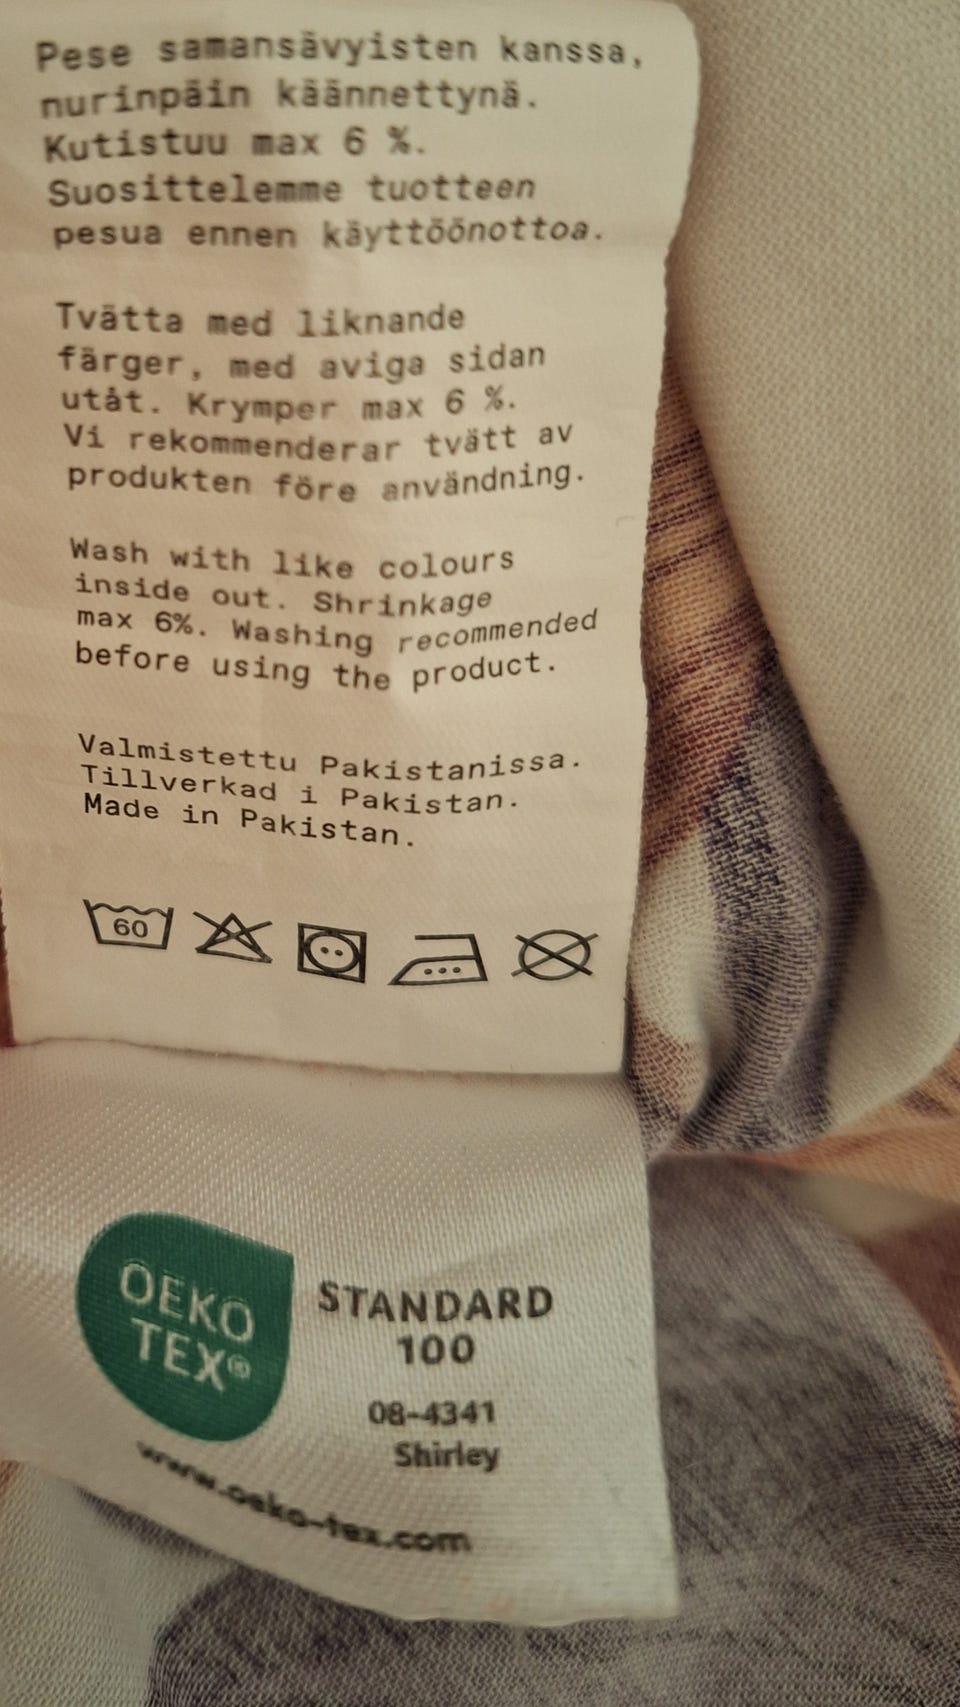 Pese samansävyisten kanssa,
nurinpäin käännettynä.
Kutistuu max 6 %.
Suosittelemme tuotteen
pesua ennen käyttöönottoa.
Tvätta med liknande
färger, med aviga sidan
utåt. Krymper max 6 %.
Vi rekommenderar tvätt av
produkten före användning.
Wash with like colours
inside out. Shrinkage
max 6%. Washing recommended
before using the product.
Valmistettu Pakistanissa.
Tillverkad i Pakistan.
Made in Pakistan.
60
OEKO
TEX®
STANDARD
100
08-4341
Shirley
www.oeko-tex.com